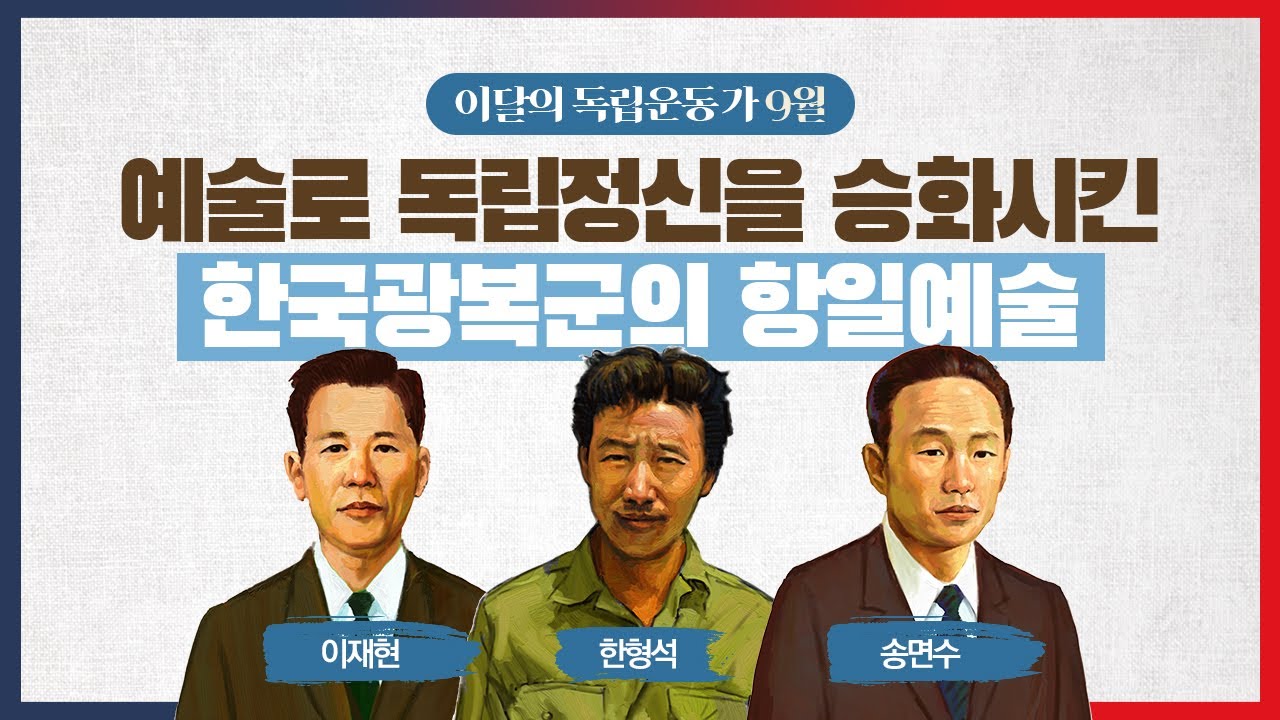 이달의 독립운동가 9월
예술로 독립정신을 승화시킨
한국광복군의 항일예술
이재현
한형석
송면수